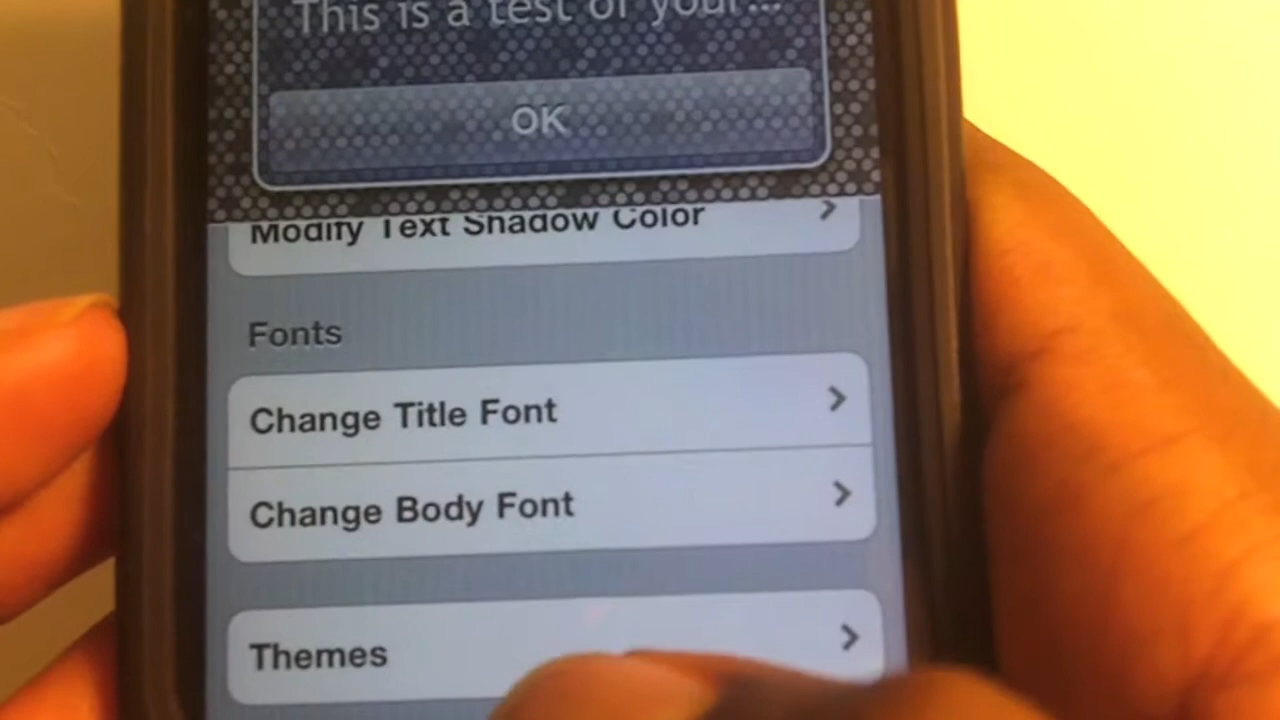 This is a test of your...
OK
Modify Text Shadow Color
Fonts
Change Title Font
Change Body Font
Themes